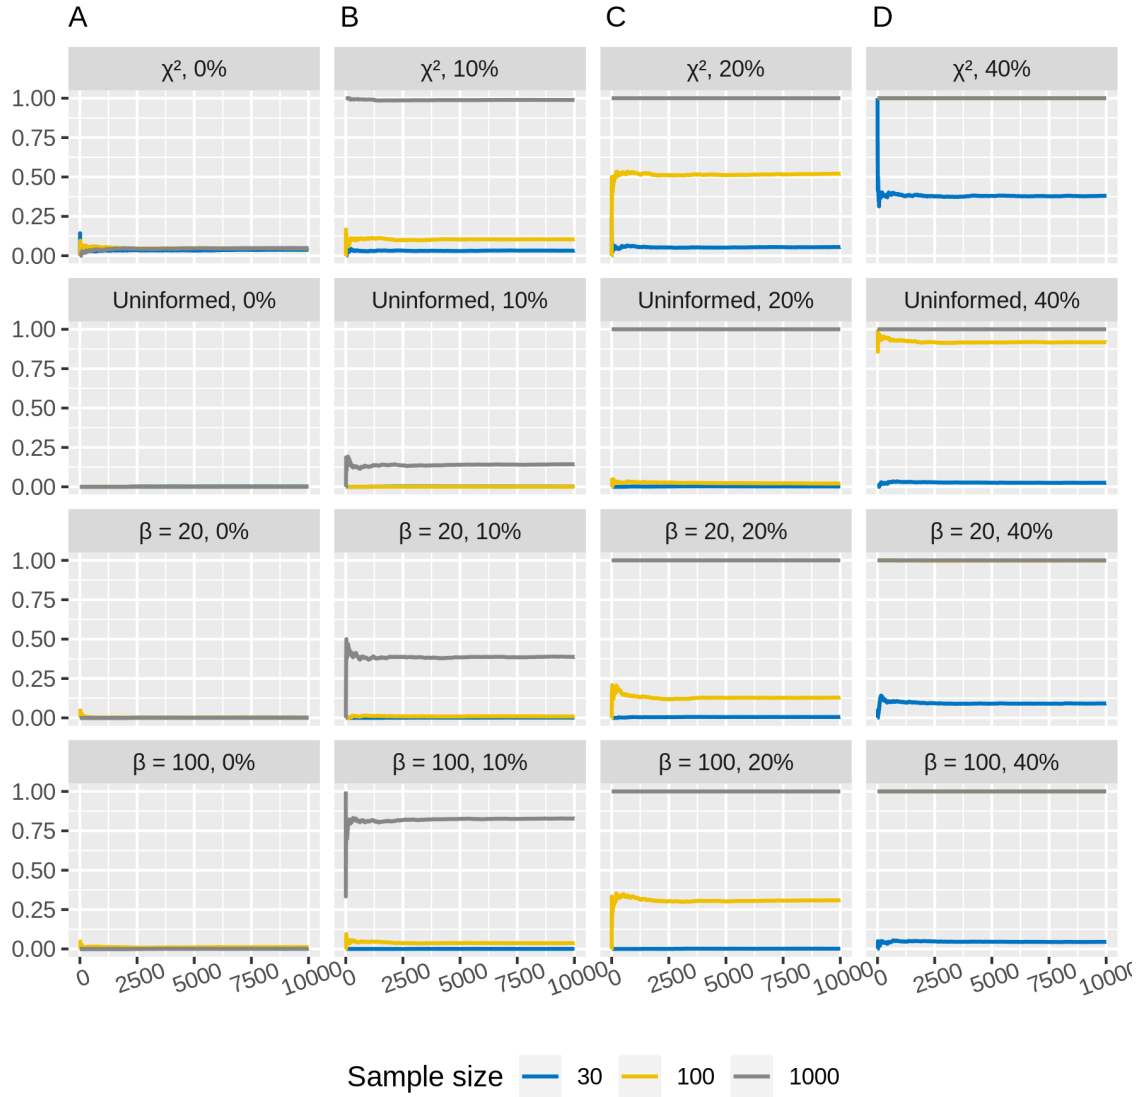 A B C D
χ², 0% χ², 10% χ², 20% χ², 40%
1.00
0.75
0.50
0.25
0.00
Uninformed, 0% Uninformed, 10% Uninformed, 20% Uninformed, 40%
1.00
0.75
0.50
0.25
0.00
β = 20, 0% β = 20, 10% β = 20, 20% β = 20, 40%
1.00
0.75
0.50
0.25
0.00
β = 100, 0% β = 100, 10% β = 100, 20% β = 100, 40%
1.00
0.75
0.50
0.25
0.00
0 2500 5000 7500 10000 0 2500 5000 7500 10000 0 2500 5000 7500 10000 0 2500 5000 7500 10000
Sample size 30 100 1000